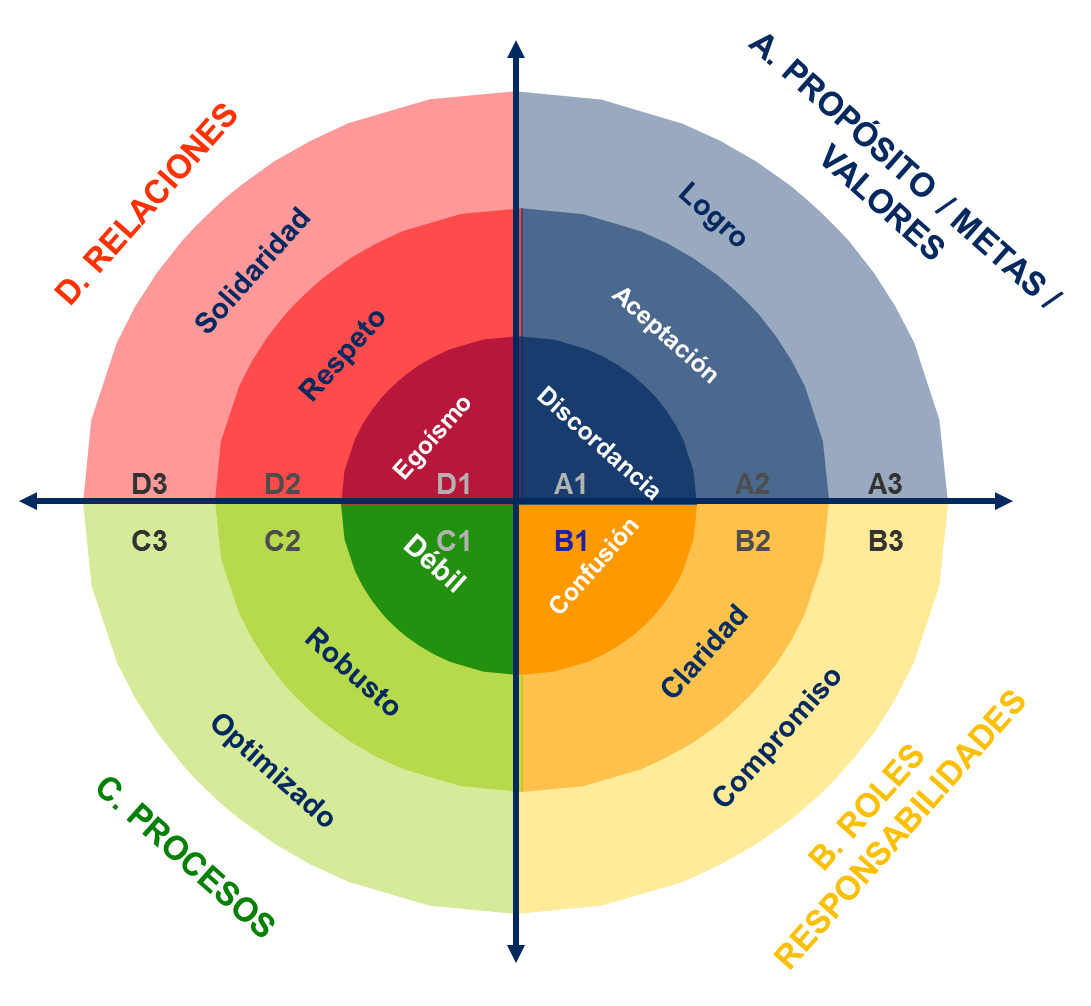 A. PROPÓSITO / METAS /
VALORES
D. RELACIONES
Logro
Solidaridad
Aceptación
Respeto
Discordancia
Egoísmo
D3 D2 D1 A1 A2 A3
C3 C2 C1 B1 B2 B3
Débil
Confusión
Robusto
Claridad
Optimizado
Compromiso
C. PROCESOS
B. ROLES
RESPONSABILIDADES